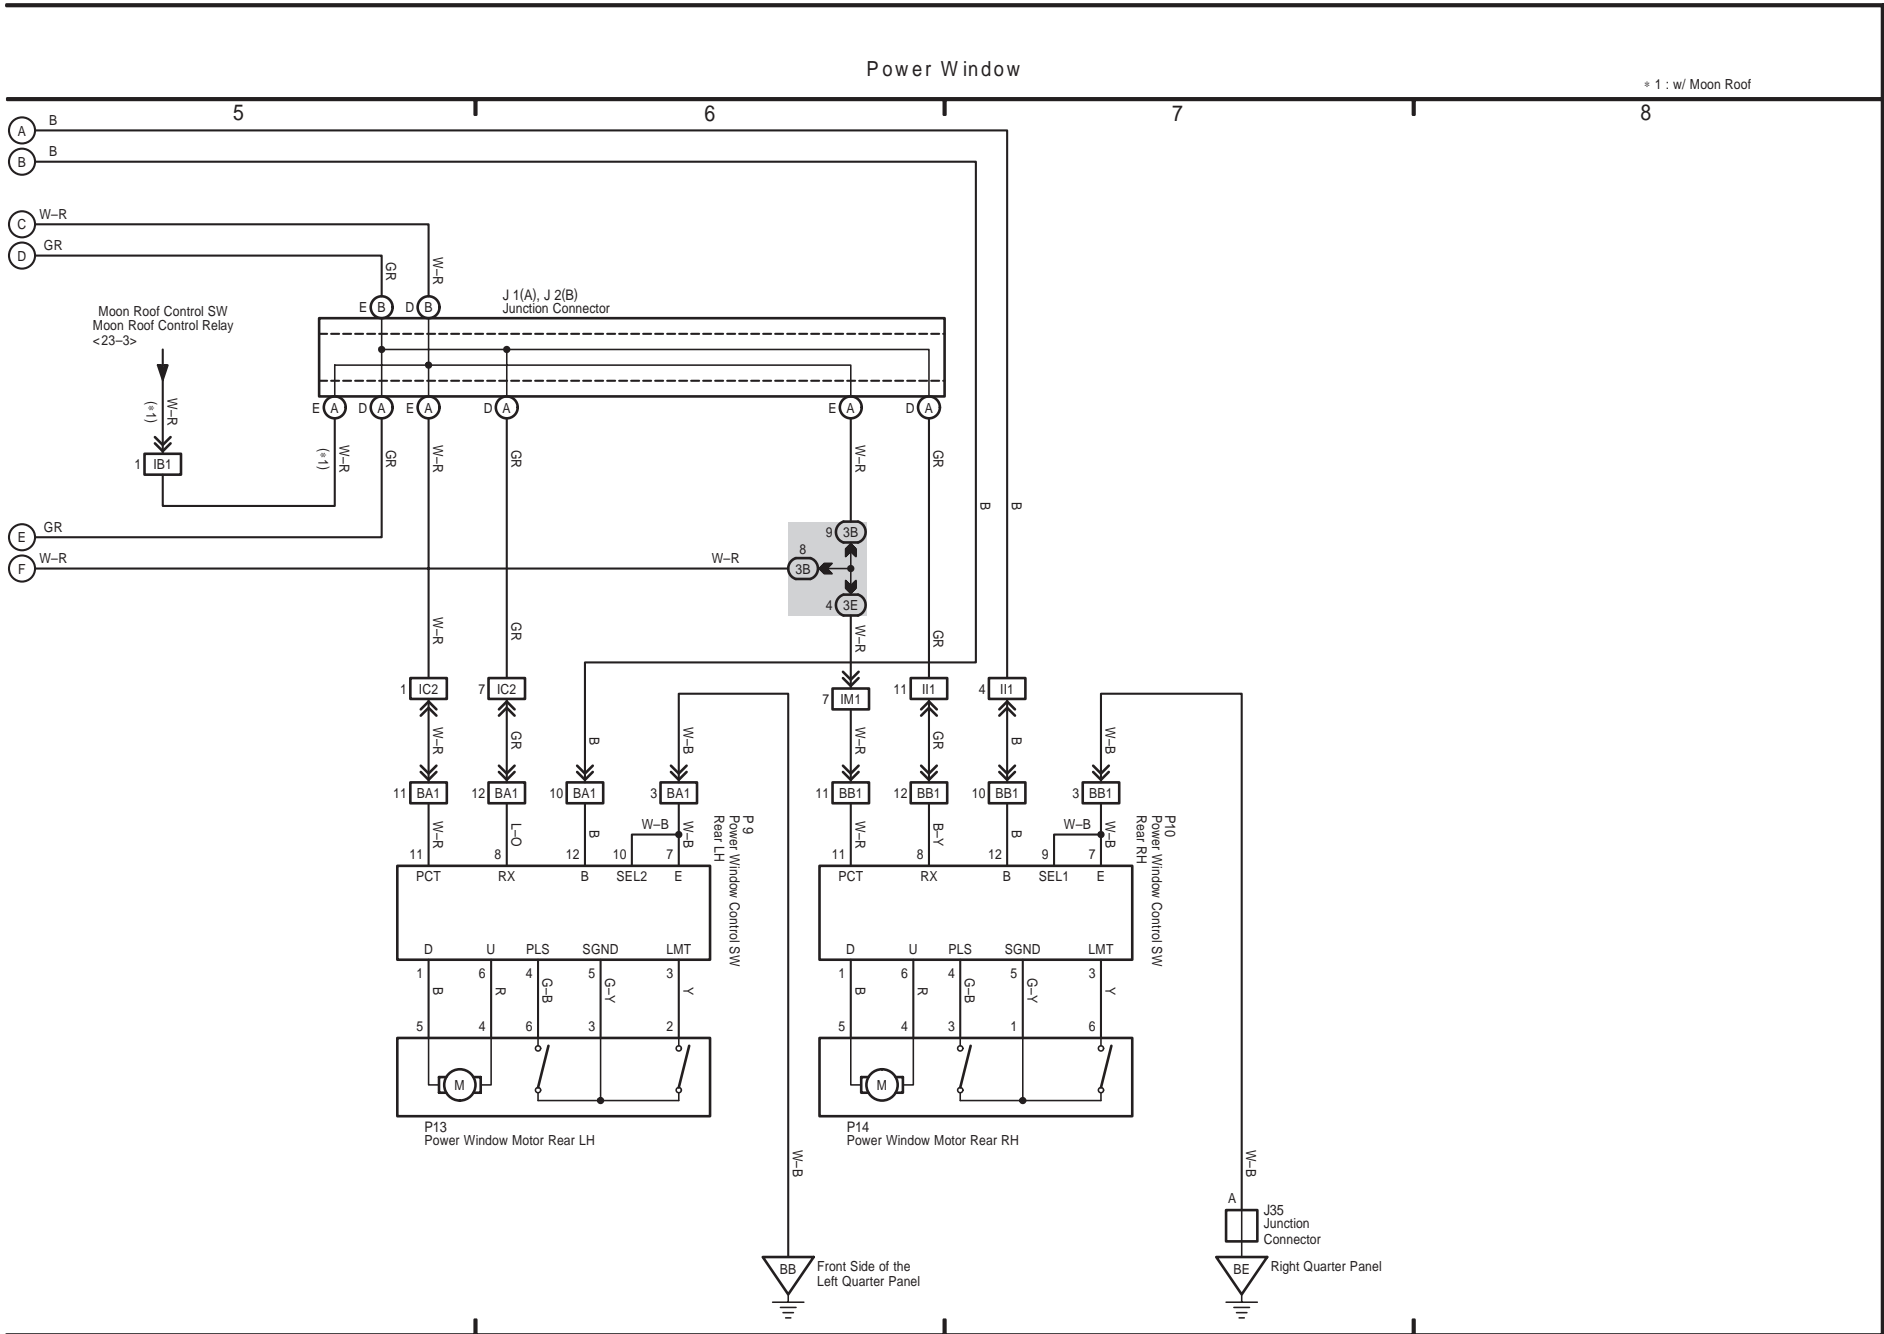 Power Window
* 1 : w/ Moon Roof
5 6 7 8
A B
B B
C W–R
D GR
GR W–R
Moon Roof Control SW
Moon Roof Control Relay
<23–3>
E B D B
J 1(A), J 2(B)
Junction Connector
E A D A E A D A E A D A
W–R
(*1)
1 IB1
W–R
(*1)
GR W–R GR W–R GR
B B
E GR
F W–R
W–R
9 3B
8
3B
4 3E
W–R GR W–R GR
1 IC2 7 IC2 7 IM1 11 II1 4 II1
W–R GR B W–B W–R GR B W–B
11 BA1 12 BA1 10 BA1 3 BA1 11 BB1 12 BB1 10 BB1 3 BB1
W–R L–O B W–B W–B W–R B–Y B W–B W–B
P 9
Power Window Control SW
Rear LH
P10
Power Window Control SW
Rear RH
11 8 12 10 7 11 8 12 9 7
PCT RX B SEL2 E PCT RX B SEL1 E
D U PLS SGND LMT D U PLS SGND LMT
1 6 4 5 3 1 6 4 5 3
B R G–B G–Y Y B R G–B G–Y Y
5 4 6 3 2 5 4 3 1 6
M M
P13
Power Window Motor Rear LH
P14
Power Window Motor Rear RH
W–B W–B
A
J35
Junction
Connector
BB
Front Side of the
Left Quarter Panel
BE
Right Quarter Panel